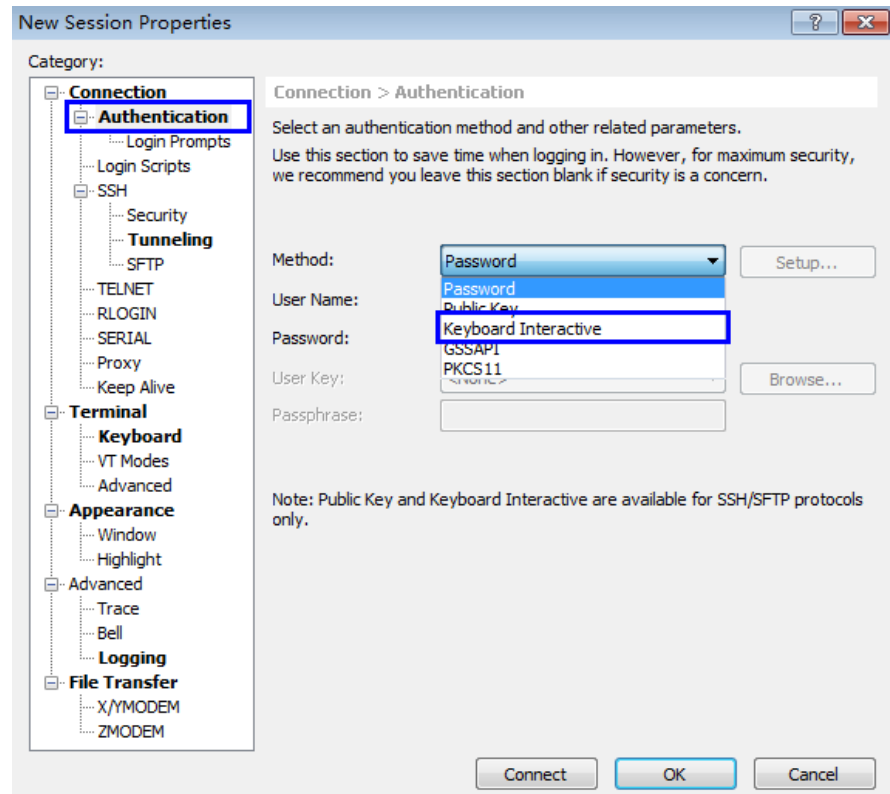 New Session Properties
Category:
Connection
Authentication
Login Prompts
Login Scripts
SSH
Security
Tunneling
SFTP
TELNET
RLOGIN
SERIAL
Proxy
Keep Alive
Terminal
Keyboard
VT Modes
Advanced
Appearance
Window
Highlight
Advanced
Trace
Bell
Logging
File Transfer
X/YMODEM
ZMODEM
Connection > Authentication
Select an authentication method and other related parameters.
Use this section to save time when logging in. However, for maximum security,
we recommend you leave this section blank if security is a concern.
Method:
Password
Setup...
Password
Public Key
Keyboard Interactive
GSSAPI
PKCS11
User Name:
Password:
User Key:
<None>
Browse...
Passphrase:
Note: Public Key and Keyboard Interactive are available for SSH/SFTP protocols
only.
Connect
OK
Cancel